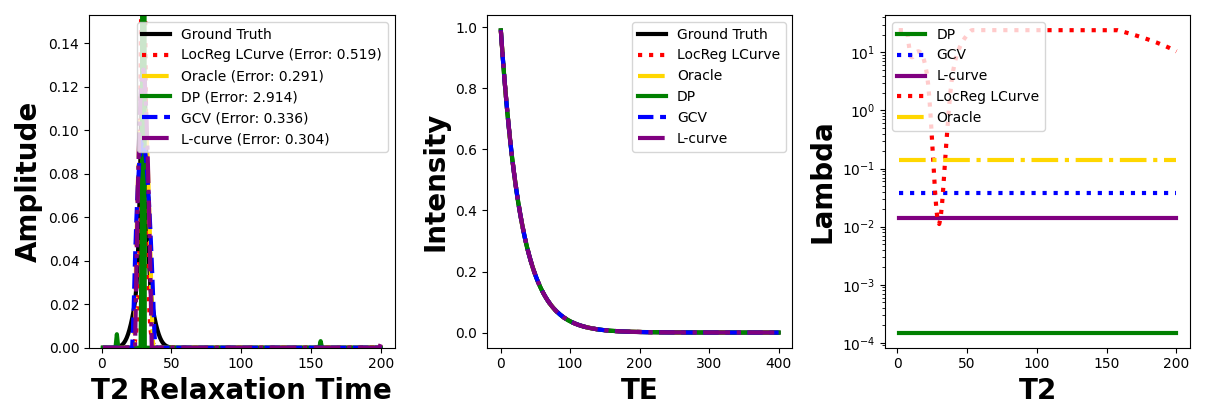 Amplitude
0.14
0.12
0.10
0.08
0.06
0.04
0.02
0.00
Ground Truth
LocReg LCurve (Error: 0.519)
Oracle (Error: 0.291)
DP (Error: 2.914)
GCV (Error: 0.336)
L-curve (Error: 0.304)
0 50 100 150 200
T2 Relaxation Time
Intensity
1.0
0.8
0.6
0.4
0.2
0.0
Ground Truth
LocReg LCurve
Oracle
DP
GCV
L-curve
0 100 200 300 400
TE
Lambda
10^1
10^0
10^-1
10^-2
10^-3
10^-4
DP
GCV
L-curve
LocReg LCurve
Oracle
0 50 100 150 200
T2